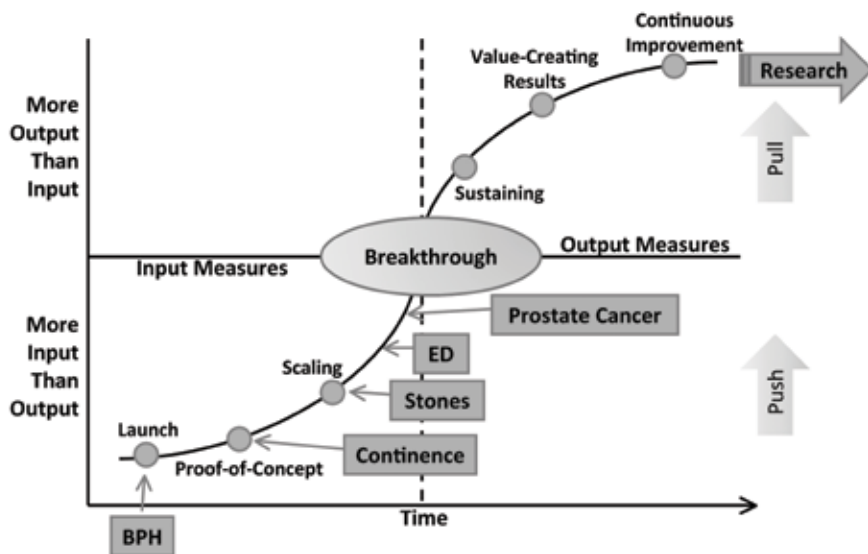 Continuous
Improvement
Value-Creating
Results
Research
More
Output
Than
Input
Pull
Sustaining
Breakthrough
Input Measures
Output Measures
Prostate Cancer
More
Input
Than
Output
ED
Scaling
Stones
Push
Launch
Proof-of-Concept
Continence
BPH
Time